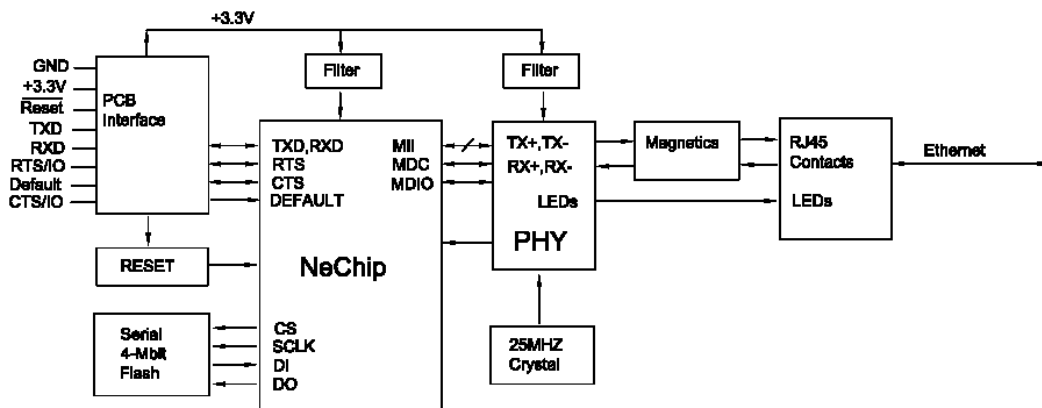 +3.3V
GND
+3.3V
Reset
TXD
RXD
RTS/IO
Default
CTS/IO
PCB
Interface
Filter
Filter
TXD,RXD
RTS
CTS
DEFAULT
MII
MDC
MDIO
NeChip
TX+,TX-
RX+,RX-
LEDs
PHY
Magnetics
RJ45
Contacts
LEDs
Ethernet
RESET
Serial
4-Mbit
Flash
CS
SCLK
DI
DO
25MHZ
Crystal